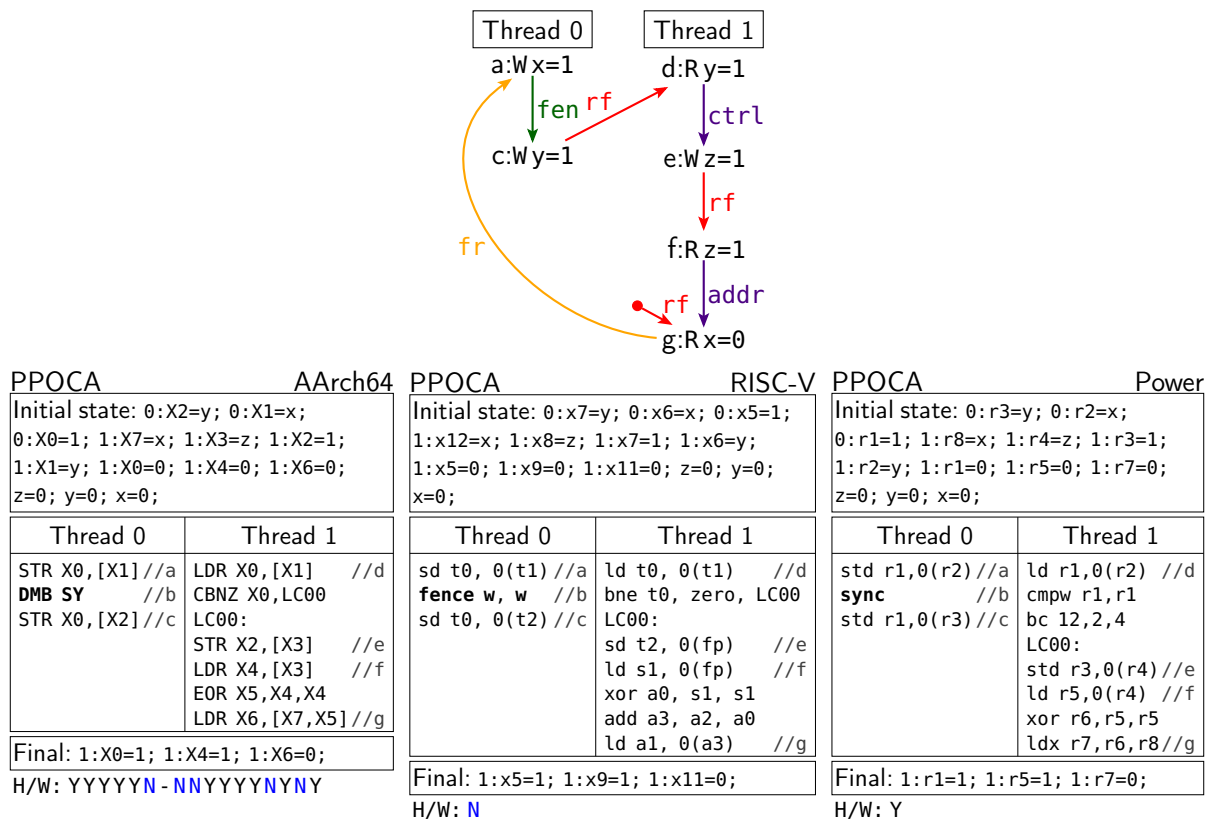 Thread 0 Thread 1
a:W x=1 d:R y=1
fen rf ctrl
c:W y=1 e:W z=1
rf
fr f:R z=1
rf addr
g:R x=0
PPOCA AArch64
Initial state: 0:X2=y; 0:X1=x;
0:X0=1; 1:X7=x; 1:X3=z; 1:X2=1;
1:X1=y; 1:X0=0; 1:X4=0; 1:X6=0;
z=0; y=0; x=0;
Thread 0 Thread 1
STR X0,[X1]//a LDR X0,[X1] //d
DMB SY //b CBNZ X0,LC00
STR X0,[X2]//c LC00:
STR X2,[X3] //e
LDR X4,[X3] //f
EOR X5,X4,X4
LDR X6,[X7,X5]//g
Final: 1:X0=1; 1:X4=1; 1:X6=0;
H/W: YYYYYN-NNYYYYNYNY
PPOCA RISC-V
Initial state: 0:x7=y; 0:x6=x; 0:x5=1;
1:x12=x; 1:x8=z; 1:x7=1; 1:x6=y;
1:x5=0; 1:x9=0; 1:x11=0; z=0; y=0;
x=0;
Thread 0 Thread 1
sd t0, 0(t1) //a ld t0, 0(t1) //d
fence w, w //b bne t0, zero, LC00
sd t0, 0(t2) //c LC00:
sd t2, 0(fp) //e
ld s1, 0(fp) //f
xor a0, s1, s1
add a3, a2, a0
ld a1, 0(a3) //g
Final: 1:x5=1; 1:x9=1; 1:x11=0;
H/W: N
PPOCA Power
Initial state: 0:r3=y; 0:r2=x;
0:r1=1; 1:r8=x; 1:r4=z; 1:r3=1;
1:r2=y; 1:r1=0; 1:r5=0; 1:r7=0;
z=0; y=0; x=0;
Thread 0 Thread 1
std r1,0(r2)//a ld r1,0(r2) //d
sync //b cmpw r1,r1
std r1,0(r3)//c bc 12,2,4
LC00:
std r3,0(r4)//e
ld r5,0(r4) //f
xor r6,r5,r5
ldx r7,r6,r8//g
Final: 1:r1=1; 1:r5=1; 1:r7=0;
H/W: Y